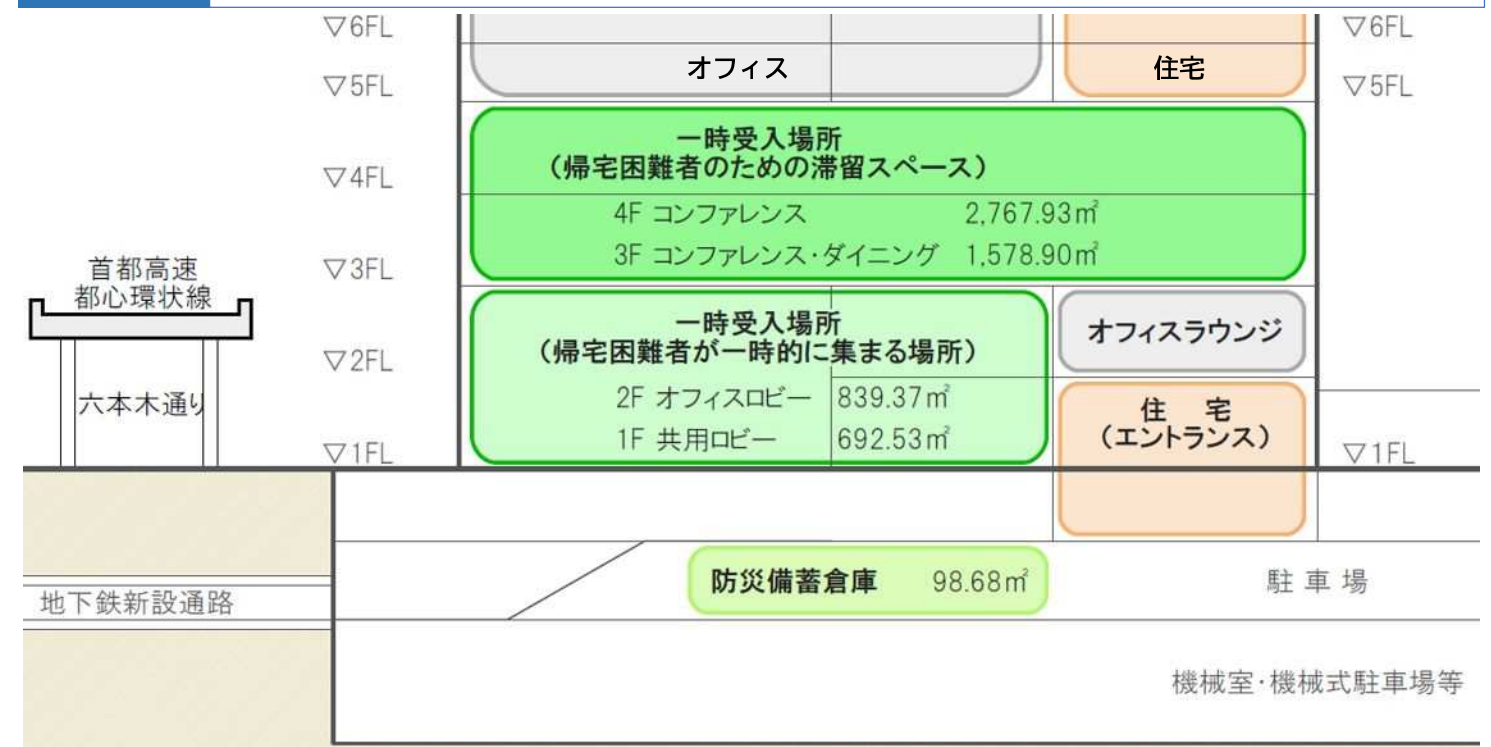 ▽6FL
▽6FL
オフィス
住宅
▽5FL
▽5FL
一時受入場所
（帰宅困難者のための滞留スペース）
▽4FL
4F コンファレンス 2,767.93㎡
3F コンファレンス・ダイニング 1,578.90㎡
▽3FL
首都高速
都心環状線
一時受入場所
（帰宅困難者が一時的に集まる場所）
オフィスラウンジ
▽2FL
2F オフィスロビー 839.37㎡
1F 共用ロビー 692.53㎡
六本木通り
住 宅
（エントランス）
▽1FL
▽1FL
防災備蓄倉庫 98.68㎡
駐車場
地下鉄新設通路
機械室・機械式駐車場等